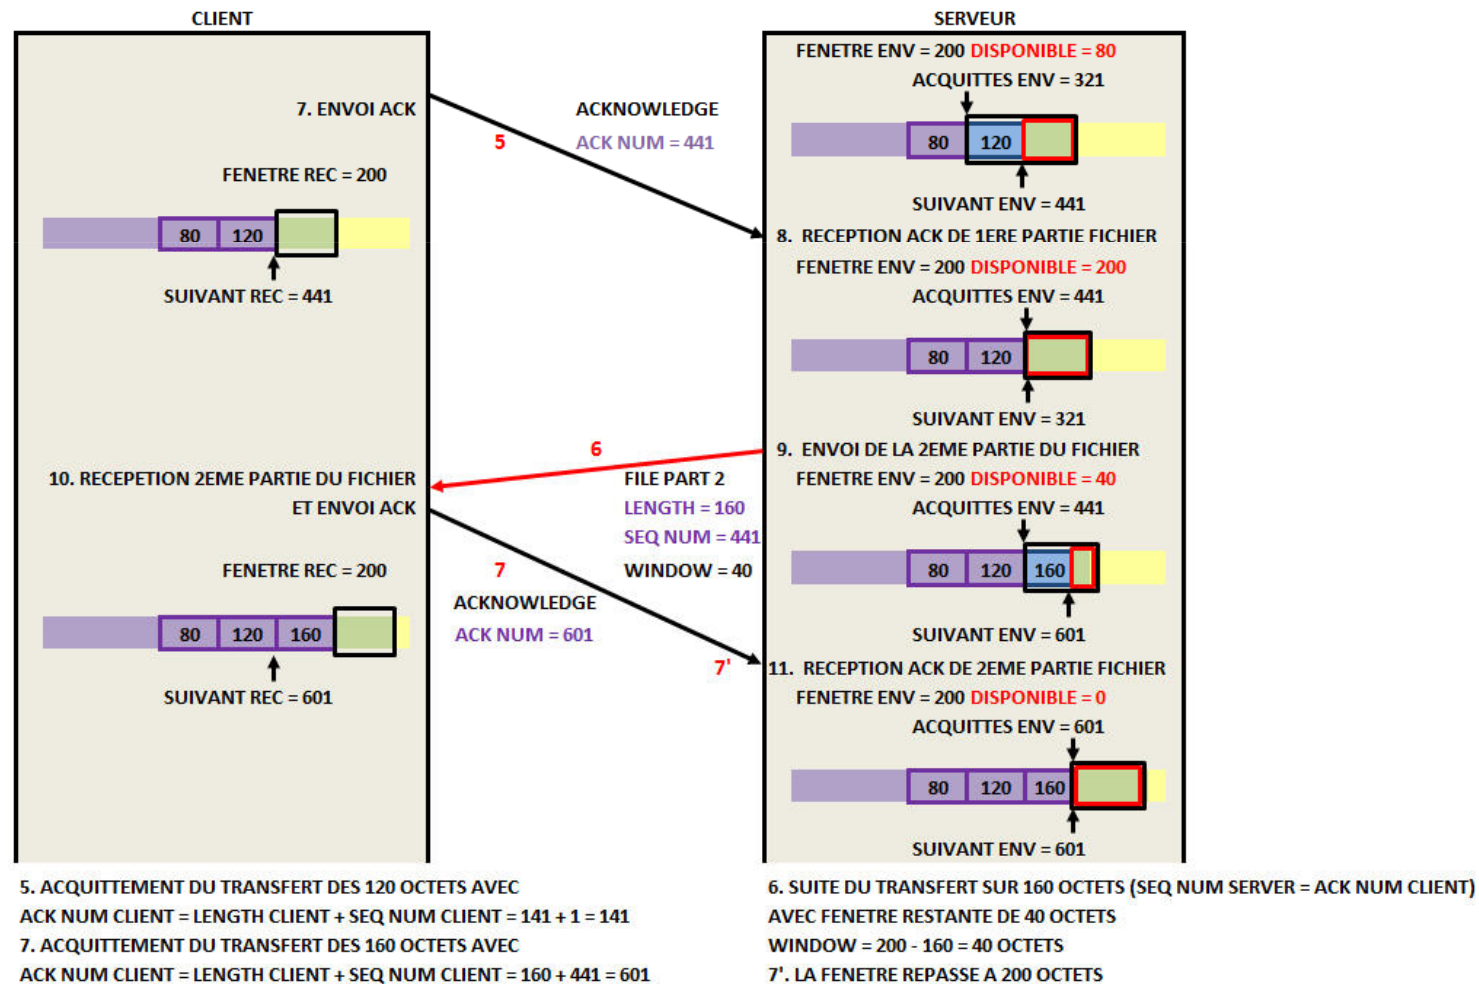 CLIENT
7. ENVOI ACK
FENETRE REC = 200
80 120
SUIVANT REC = 441
10. RECEPETION 2EME PARTIE DU FICHIER
ET ENVOI ACK
FENETRE REC = 200
80 120 160
SUIVANT REC = 601
5
ACKNOWLEDGE
ACK NUM = 441
6
FILE PART 2
LENGTH = 160
SEQ NUM = 441
WINDOW = 40
7
ACKNOWLEDGE
ACK NUM = 601
7'
SERVEUR
FENETRE ENV = 200 DISPONIBLE = 80
ACQUITTES ENV = 321
80 120
SUIVANT ENV = 441
8. RECEPTION ACK DE 1ERE PARTIE FICHIER
FENETRE ENV = 200 DISPONIBLE = 200
ACQUITTES ENV = 441
80 120
SUIVANT ENV = 321
9. ENVOI DE LA 2EME PARTIE DU FICHIER
FENETRE ENV = 200 DISPONIBLE = 40
ACQUITTES ENV = 441
80 120 160
SUIVANT ENV = 601
11. RECEPTION ACK DE 2EME PARTIE FICHIER
FENETRE ENV = 200 DISPONIBLE = 0
ACQUITTES ENV = 601
80 120 160
SUIVANT ENV = 601
5. ACQUITTEMENT DU TRANSFERT DES 120 OCTETS AVEC
ACK NUM CLIENT = LENGTH CLIENT + SEQ NUM CLIENT = 141 + 1 = 141
7. ACQUITTEMENT DU TRANSFERT DES 160 OCTETS AVEC
ACK NUM CLIENT = LENGTH CLIENT + SEQ NUM CLIENT = 160 + 441 = 601
6. SUITE DU TRANSFERT SUR 160 OCTETS (SEQ NUM SERVER = ACK NUM CLIENT)
AVEC FENETRE RESTANTE DE 40 OCTETS
WINDOW = 200 - 160 = 40 OCTETS
7'. LA FENETRE REPASSE A 200 OCTETS